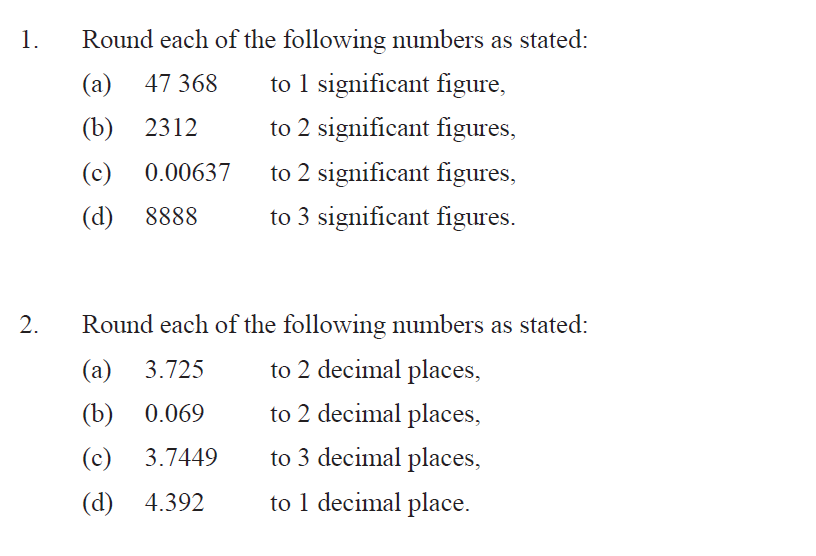 1. Round each of the following numbers as stated:
(a) 47 368 to 1 significant figure,
(b) 2312 to 2 significant figures,
(c) 0.00637 to 2 significant figures,
(d) 8888 to 3 significant figures.
2. Round each of the following numbers as stated:
(a) 3.725 to 2 decimal places,
(b) 0.069 to 2 decimal places,
(c) 3.7449 to 3 decimal places,
(d) 4.392 to 1 decimal place.